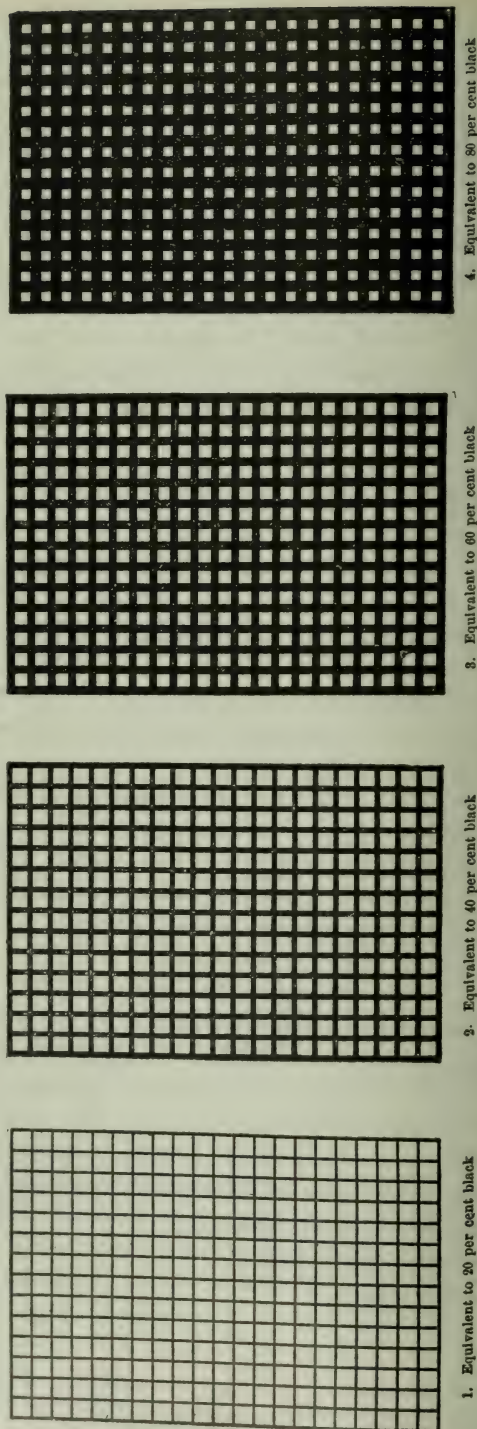 1. Equivalent to 20 per cent black
2. Equivalent to 40 per cent black
3. Equivalent to 60 per cent black
4. Equivalent to 80 per cent black